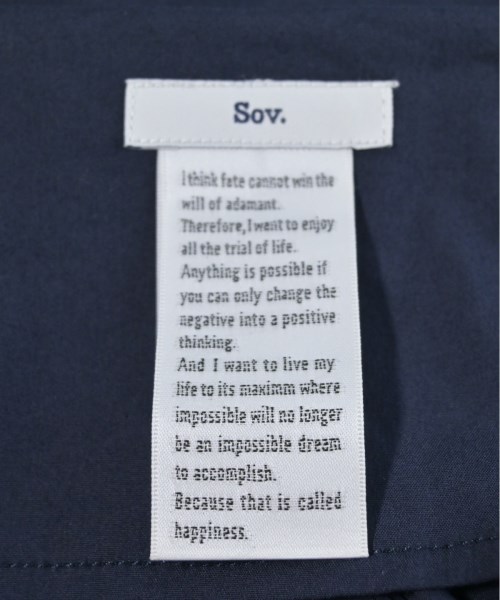 Sov.
I think fate cannot win the
will of adamant.
Therefore, I want to enjoy
all the trial of life.
Anything is possible if
you can only change the
negative into a positive
thinking.
And I want to live my
life to its maximm where
impossible will no longer
be an impossible dream
to accomplish.
Because that is called
happiness.